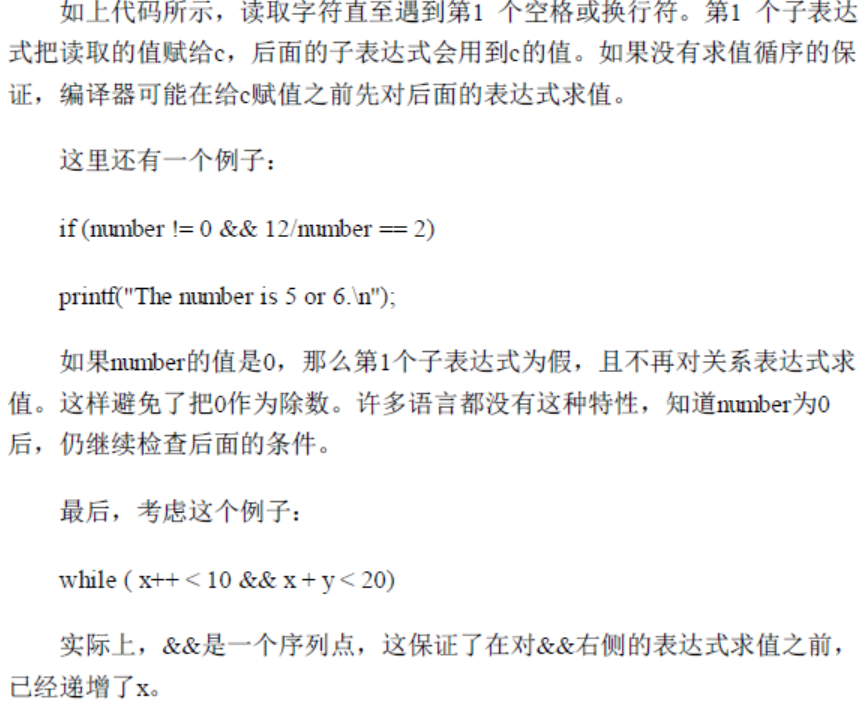 如上代码所示，读取字符直至遇到第1 个空格或换行符。第1 个子表达
式把读取的值赋给c，后面的子表达式会用到c的值。如果没有求值循序的保
证，编译器可能在给c赋值之前先对后面的表达式求值。
这里还有一个例子：
if (number != 0 && 12/number == 2)
printf("The number is 5 or 6.\n");
如果number的值是0，那么第1个子表达式为假，且不再对关系表达式求
值。这样避免了把0作为除数。许多语言都没有这种特性，知道number为0
后，仍继续检查后面的条件。
最后，考虑这个例子：
while ( x++ < 10 && x + y < 20)
实际上，&&是一个序列点，这保证了在对&&右侧的表达式求值之前，
已经递增了x。